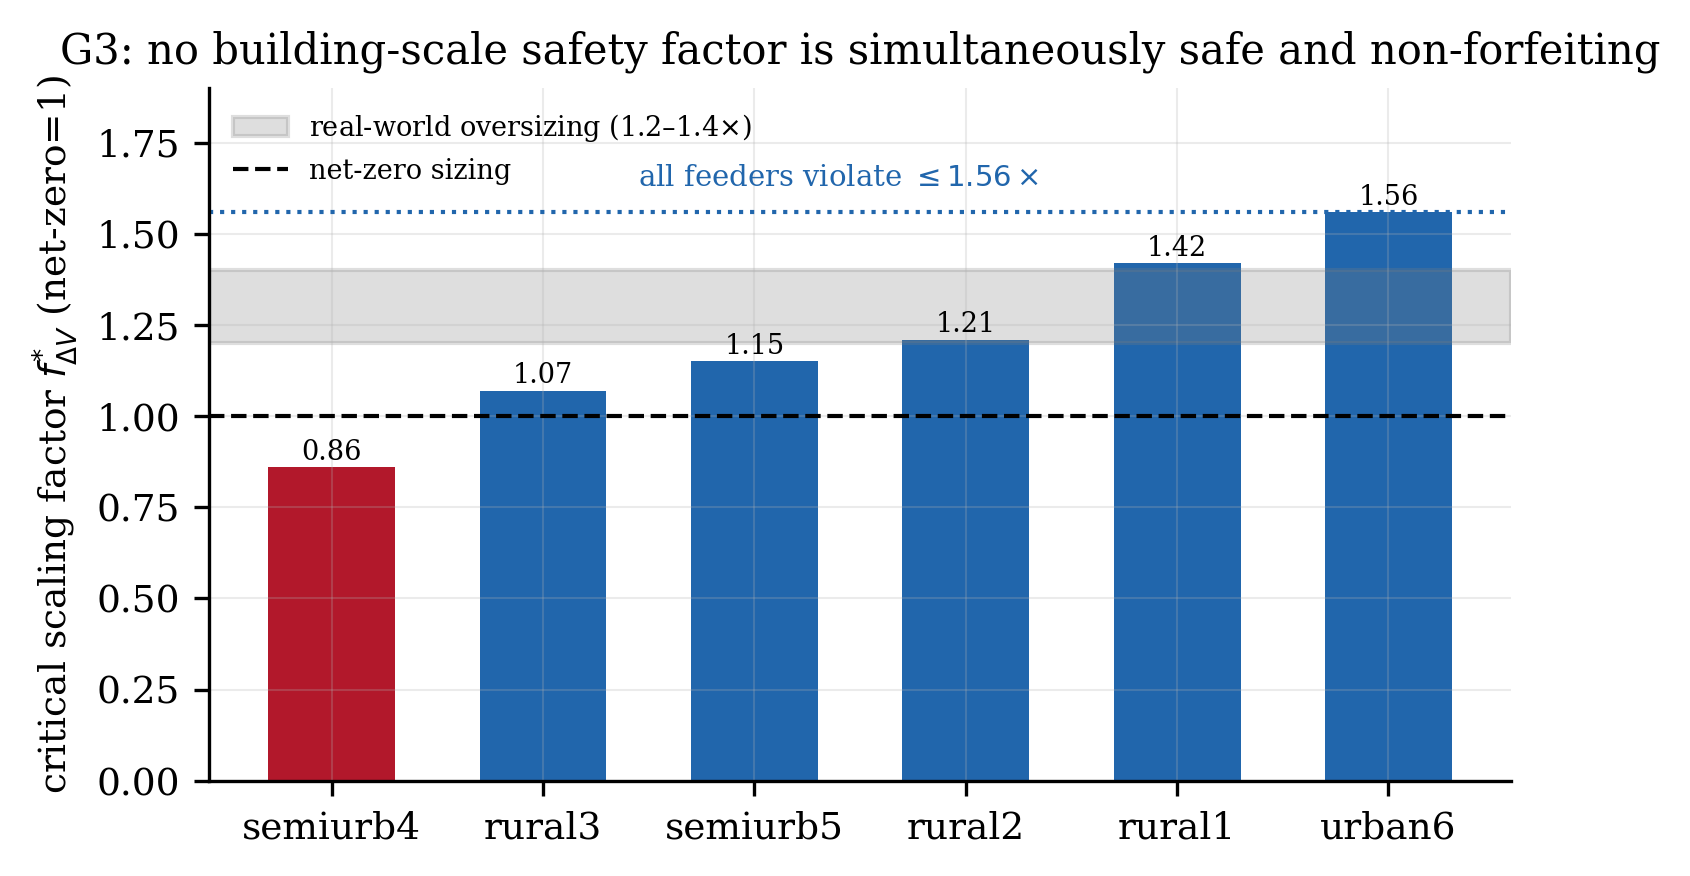 G3: no building-scale safety factor is simultaneously safe and non-forfeiting
critical scaling factor f*ΔV (net-zero=1)
1.75
1.50
1.25
1.00
0.75
0.50
0.25
0.00
real-world oversizing (1.2–1.4×)
net-zero sizing
all feeders violate ≤1.56×
0.86
1.07
1.15
1.21
1.42
1.56
semiurb4
rural3
semiurb5
rural2
rural1
urban6